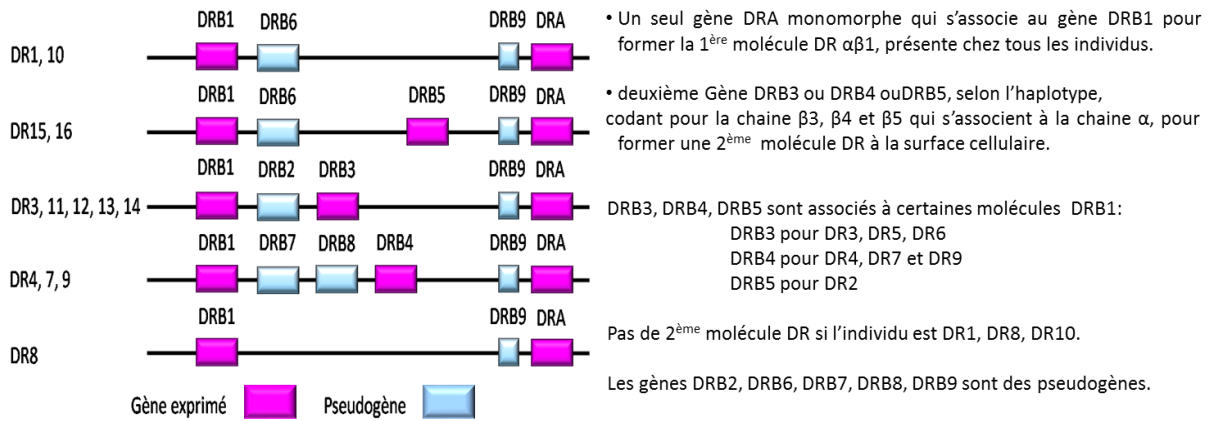 DRB1 DRB6 DRB9 DRA
DR1, 10
DRB1 DRB6 DRB5 DRB9 DRA
DR15, 16
DRB1 DRB2 DRB3 DRB9 DRA
DR3, 11, 12, 13, 14
DRB1 DRB7 DRB8 DRB4 DRB9 DRA
DR4, 7, 9
DRB1 DRB9 DRA
DR8
Gène exprimé Pseudogène
• Un seul gène DRA monomorphe qui s’associe au gène DRB1 pour
former la 1ère molécule DR αβ1, présente chez tous les individus.
• deuxième Gène DRB3 ou DRB4 ouDRB5, selon l’haplotype,
codant pour la chaine β3, β4 et β5 qui s’associent à la chaine α, pour
former une 2ème molécule DR à la surface cellulaire.
DRB3, DRB4, DRB5 sont associés à certaines molécules DRB1:
DRB3 pour DR3, DR5, DR6
DRB4 pour DR4, DR7 et DR9
DRB5 pour DR2
Pas de 2ème molécule DR si l’individu est DR1, DR8, DR10.
Les gènes DRB2, DRB6, DRB7, DRB8, DRB9 sont des pseudogènes.